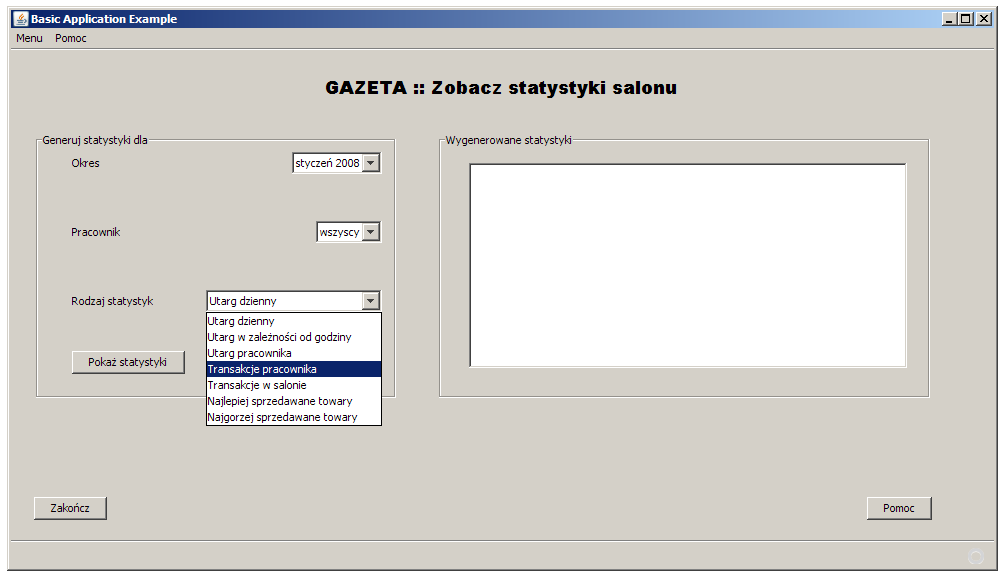 Basic Application Example
Menu Pomoc
GAZETA :: Zobacz statystyki salonu
Generuj statystyki dla
Okres
styczeń 2008
Pracownik
wszyscy
Rodzaj statystyk
Utarg dzienny
Utarg dzienny
Utarg w zależności od godziny
Utarg pracownika
Transakcje pracownika
Transakcje w salonie
Najlepiej sprzedawane towary
Najgorzej sprzedawane towary
Pokaż statystyki
Wygenerowane statystyki
Zakończ
Pomoc